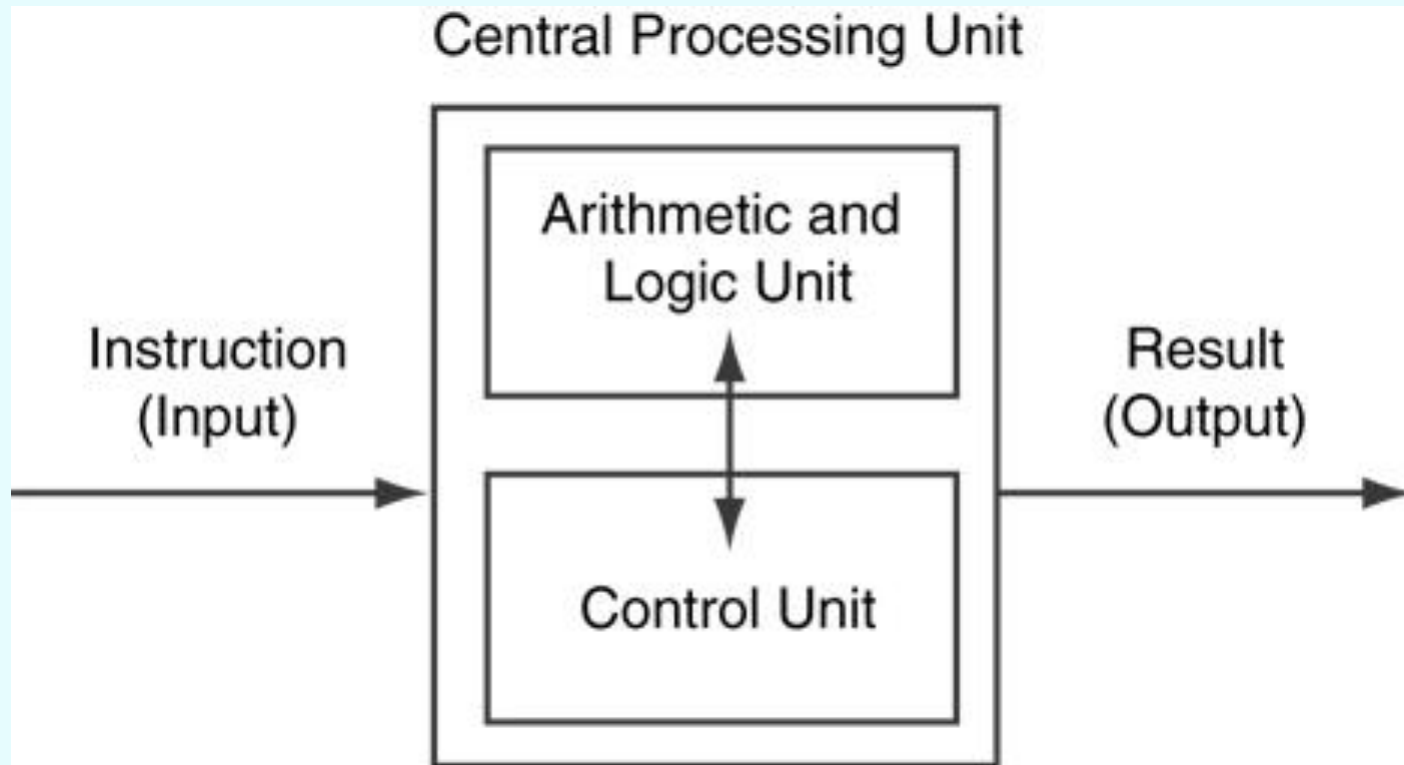 Central Processing Unit
Arithmetic and
Logic Unit
Instruction
(Input)
Result
(Output)
Control Unit